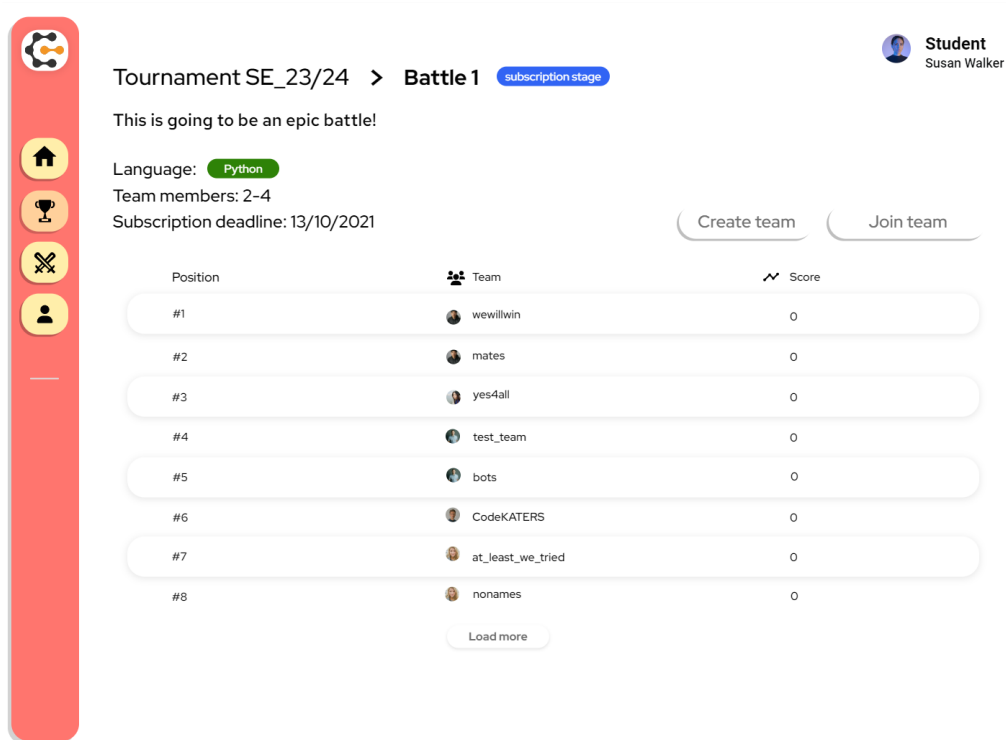 Student
Susan Walker
Tournament SE_23/24 > Battle 1 subscription stage
This is going to be an epic battle!
Language: Python
Team members: 2-4
Subscription deadline: 13/10/2021
Create team Join team
Position Team Score
#1 wewillwin 0
#2 mates 0
#3 yes4all 0
#4 test_team 0
#5 bots 0
#6 CodeKATERS 0
#7 at_least_we_tried 0
#8 nonames 0
Load more